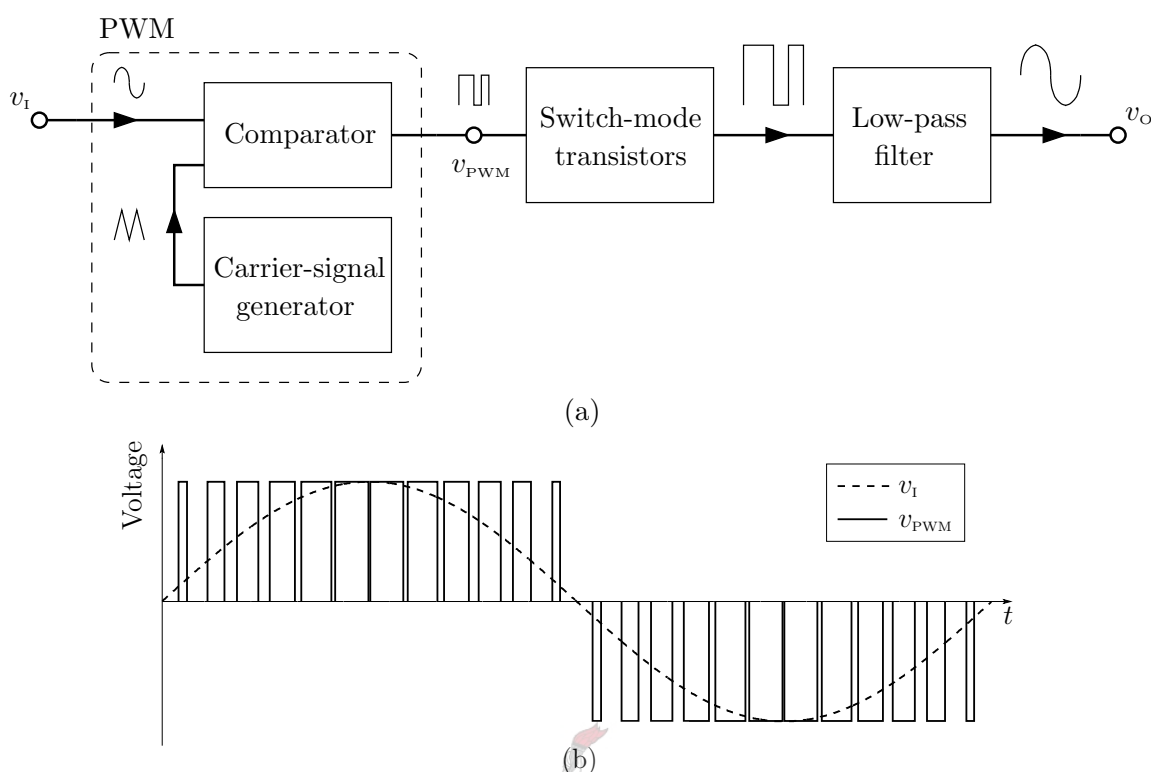 PWM
v_I
Comparator
v_PWM
Switch-mode
transistors
Low-pass
filter
v_O
Carrier-signal
generator
(a)
Voltage
v_I
v_PWM
t
(b)